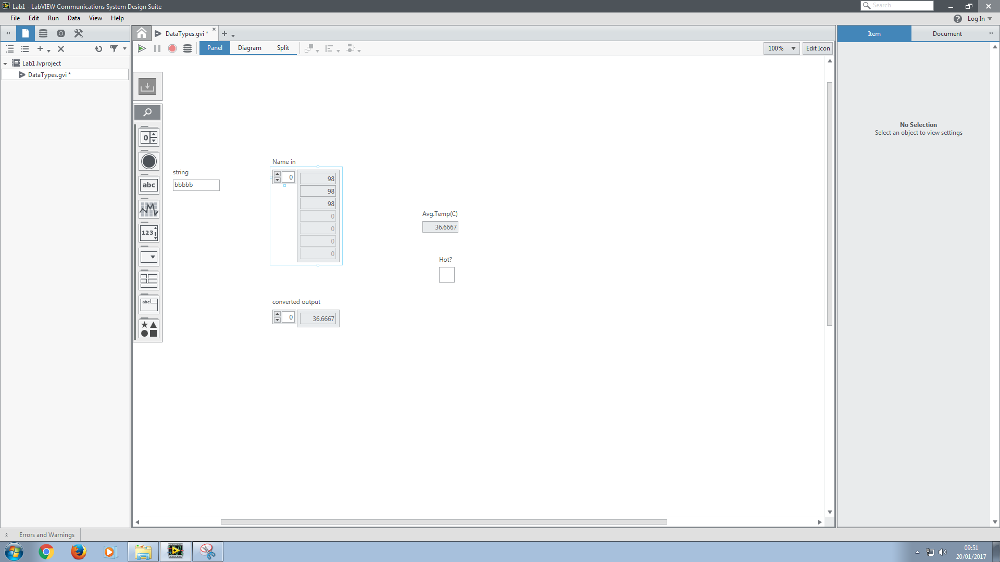 Lab1 - LabVIEW Communications System Design Suite
Search
File Edit Run Data View Help
Log In
DataTypes.gvi *
Item
Document
Panel
Diagram
Split
100%
Edit Icon
Lab1.lvproject
DataTypes.gvi *
No Selection
Select an object to view settings
0
abc
123
abc
string
bbbbb
Name in
0
98
98
98
0
0
0
0
Avg.Temp(C)
36.6667
Hot?
converted output
0
36.6667
Errors and Warnings
09:51
20/01/2017